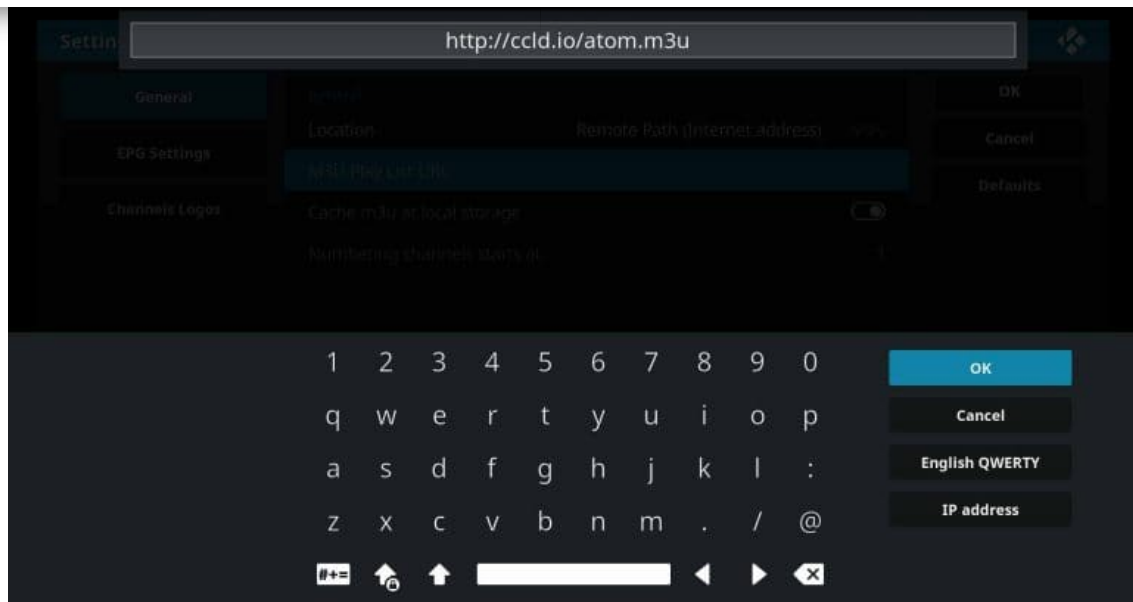 http://ccld.io/atom.m3u
Settin
General
EPG Settings
Channels Logos
General
Location
Remote Path (Internet address)
M3U Play List URL
Cache m3u at local storage
Numbering channels starts at
1
OK
Cancel
Defaults
1 2 3 4 5 6 7 8 9 0
q w e r t y u i o p
a s d f g h j k l :
z x c v b n m . / @
#+=
OK
Cancel
English QWERTY
IP address